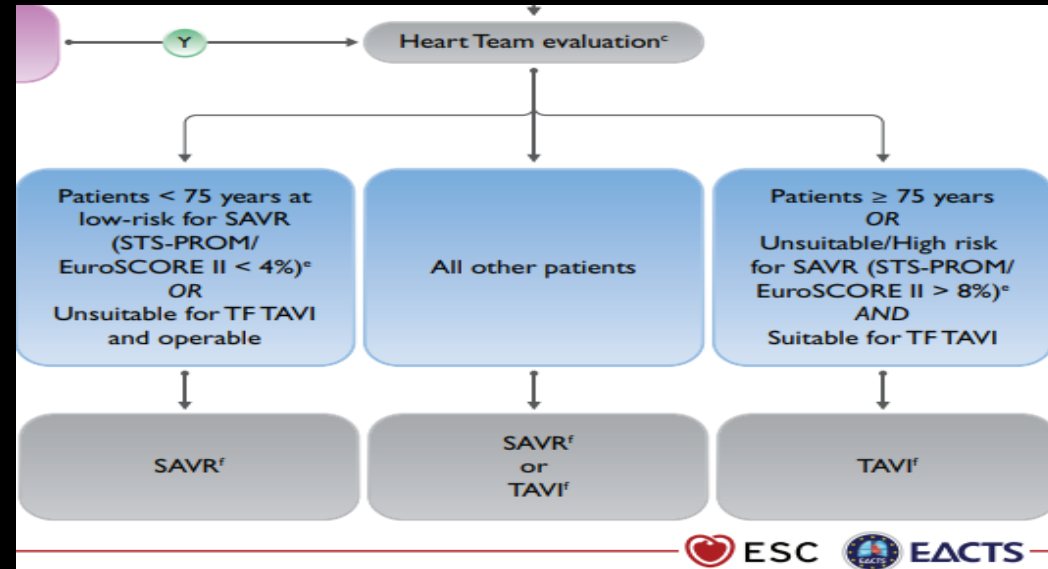 Y
Heart Team evaluationᶜ
Patients < 75 years at
low-risk for SAVR
(STS-PROM/
EuroSCORE II < 4%)ᵉ
OR
Unsuitable for TF TAVI
and operable
All other patients
Patients ≥ 75 years
OR
Unsuitable/High risk
for SAVR (STS-PROM/
EuroSCORE II > 8%)ᵉ
AND
Suitable for TF TAVI
SAVRᶠ
SAVRᶠ
or
TAVIᶠ
TAVIᶠ
ESC
EACTS